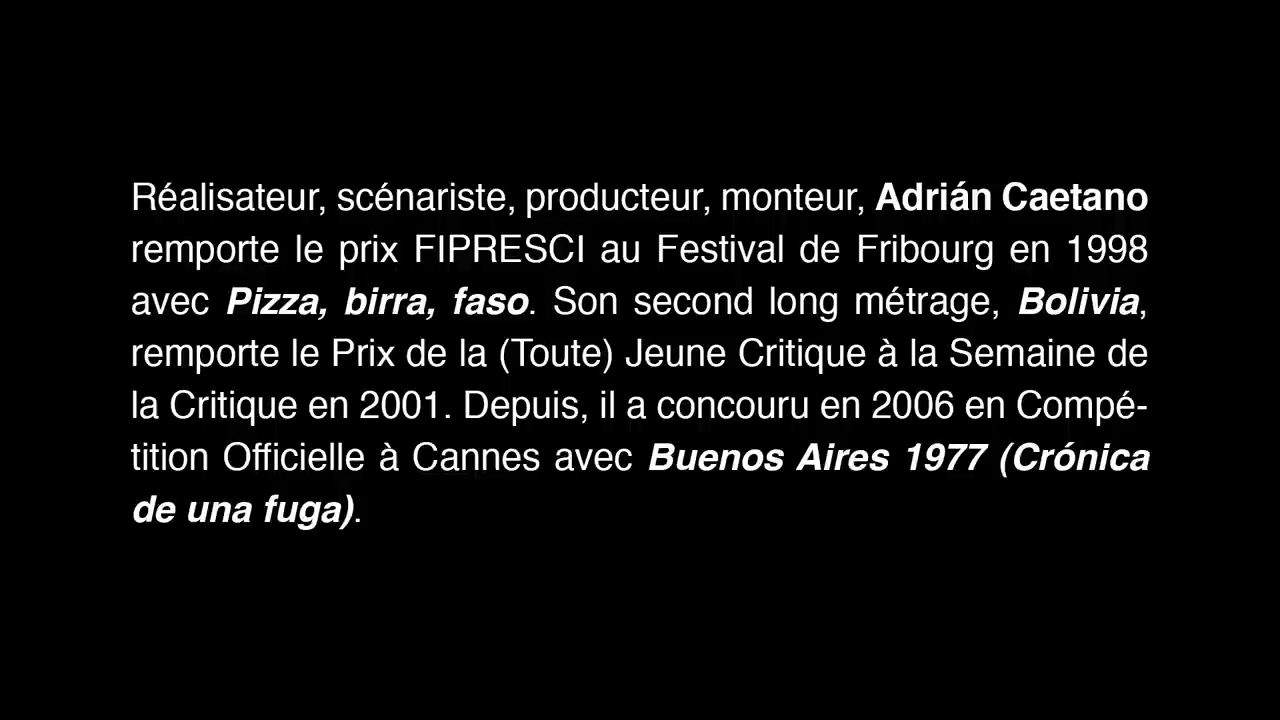 Réalisateur, scénariste, producteur, monteur, Adrián Caetano
remporte le prix FIPRESCI au Festival de Fribourg en 1998
avec Pizza, birra, faso. Son second long métrage, Bolivia,
remporte le Prix de la (Toute) Jeune Critique à la Semaine de
la Critique en 2001. Depuis, il a concouru en 2006 en Compé-
tition Officielle à Cannes avec Buenos Aires 1977 (Crónica
de una fuga).